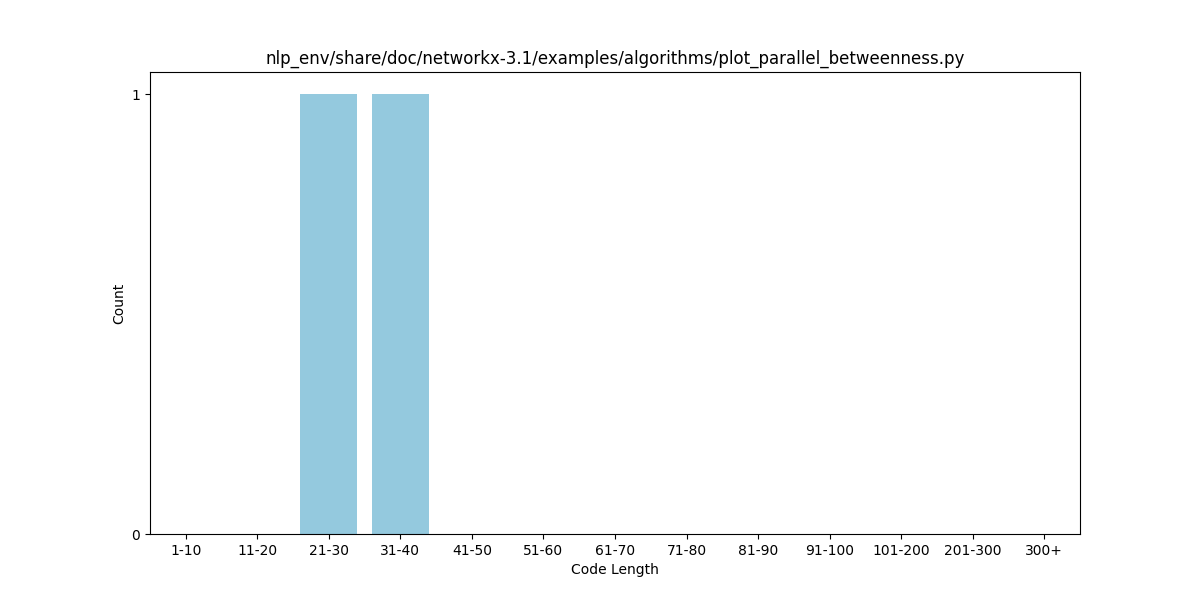 nlp_env/share/doc/networkx-3.1/examples/algorithms/plot_parallel_betweenness.py
1
Count
0
1-10 11-20 21-30 31-40 41-50 51-60 61-70 71-80 81-90 91-100 101-200 201-300 300+
Code Length